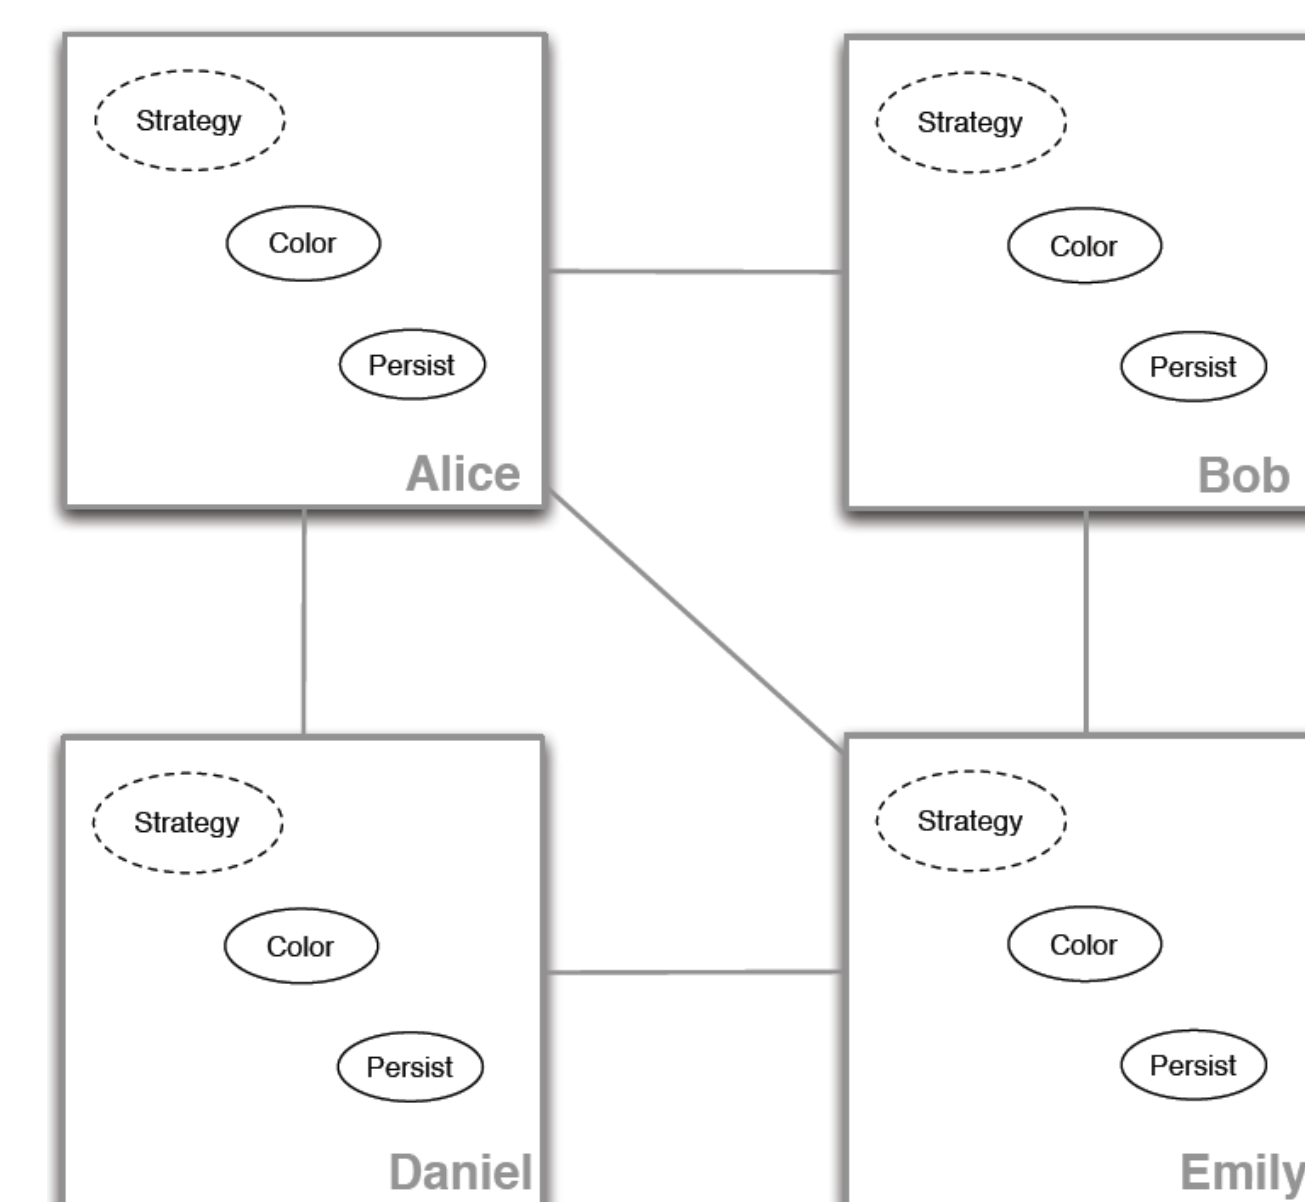 Strategy
Color
Persist
Alice
Strategy
Color
Persist
Bob
Strategy
Color
Persist
Daniel
Strategy
Color
Persist
Emily